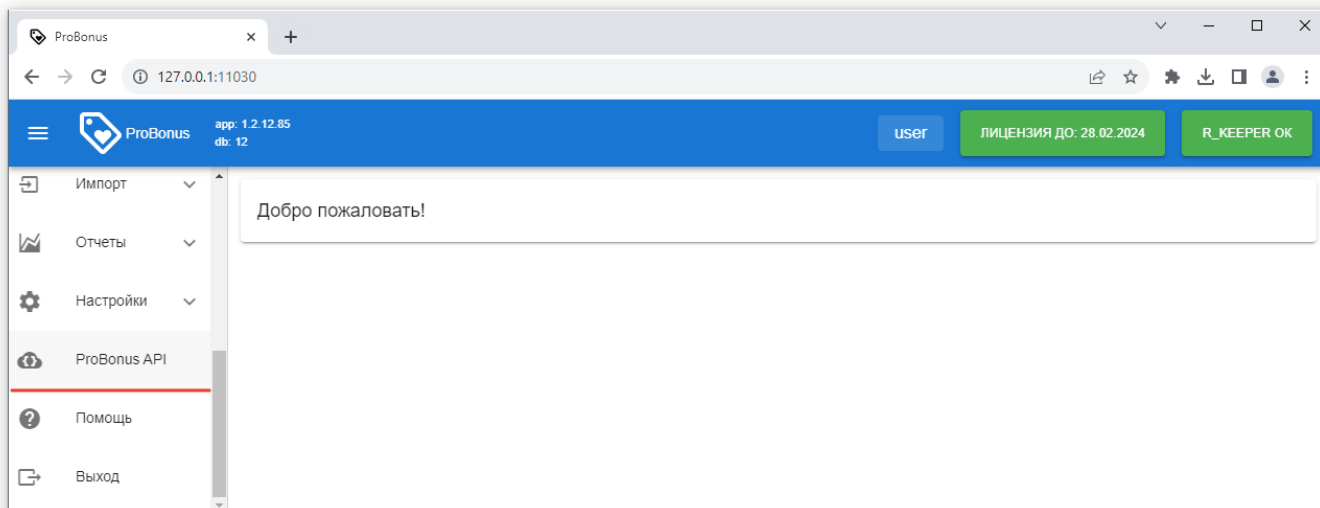 ProBonus
127.0.0.1:11030
ProBonus
app: 1.2.12.85
db: 12
user
ЛИЦЕНЗИЯ ДО: 28.02.2024
R_KEEPER OK
Импорт
Добро пожаловать!
Отчеты
Настройки
ProBonus API
Помощь
Выход